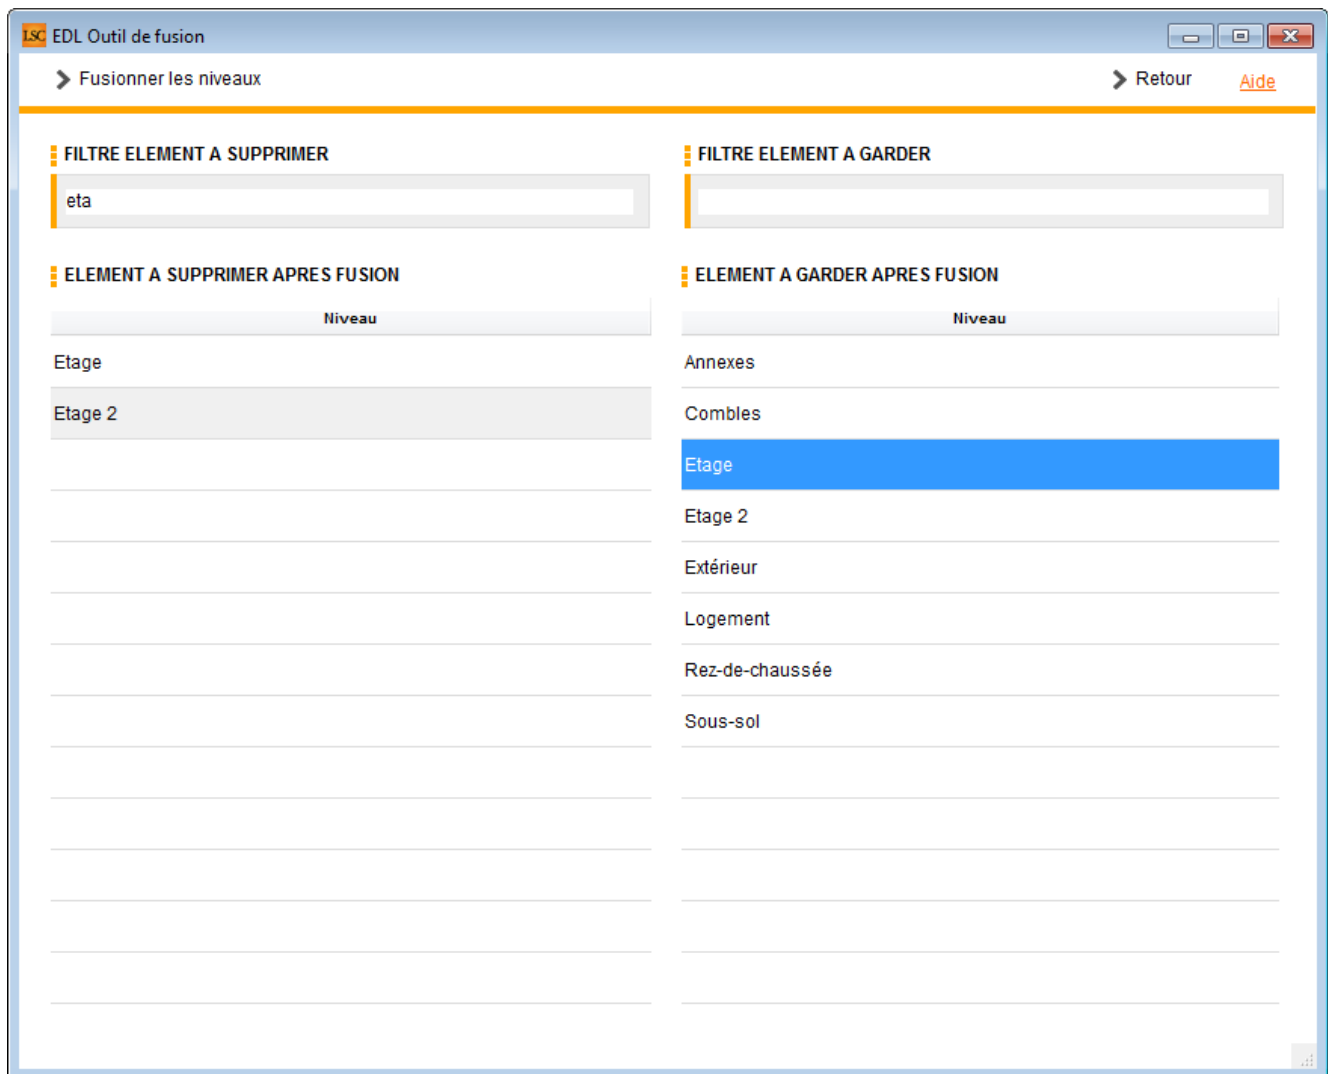 LSC EDL Outil de fusion
Fusionner les niveaux
Retour
Aide
FILTRE ELEMENT A SUPPRIMER
FILTRE ELEMENT A GARDER
eta
ELEMENT A SUPPRIMER APRES FUSION
ELEMENT A GARDER APRES FUSION
Niveau
Niveau
Etage
Annexes
Etage 2
Combles
Etage
Etage 2
Extérieur
Logement
Rez-de-chaussée
Sous-sol